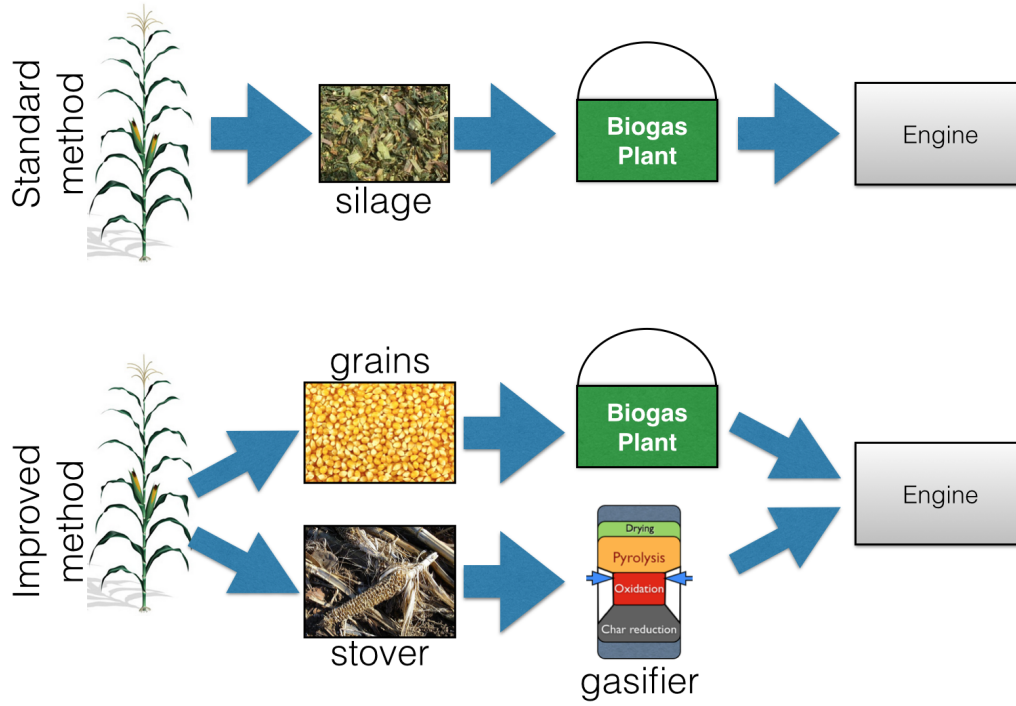 Standard
method
silage
Biogas
Plant
Engine
Improved
method
grains
stover
Biogas
Plant
Drying
Pyrolysis
Oxidation
Char reduction
gasifier
Engine